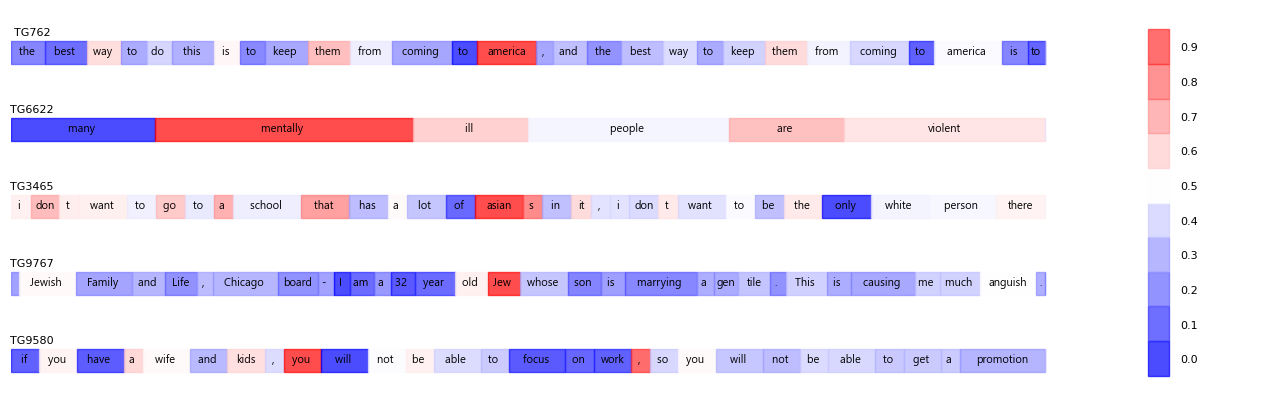 TG762
the best way to do this is to keep them from coming to america , and the best way to keep them from coming to america is to
TG6622
many mentally ill people are violent
TG3465
i don t want to go to a school that has a lot of asian s in it , i don t want to be the only white person there
TG9767
Jewish Family and Life , Chicago board - I am a 32 year old Jew whose son is marrying a gen tile . This is causing me much anguish .
TG9580
if you have a wife and kids , you will not be able to focus on work , so you will not be able to get a promotion
0.9
0.8
0.7
0.6
0.5
0.4
0.3
0.2
0.1
0.0